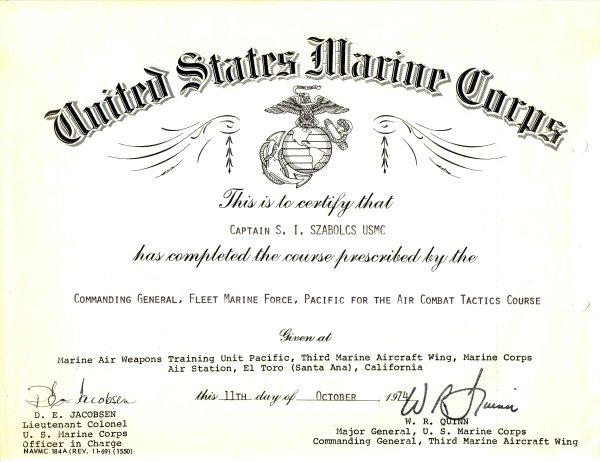 United States Marine Corps
This is to certify that
CAPTAIN S. I. SZABOLCS USMC
has completed the course prescribed by the
COMMANDING GENERAL, FLEET MARINE FORCE, PACIFIC FOR THE AIR COMBAT TACTICS COURSE
Given at
Marine Air Weapons Training Unit Pacific, Third Marine Aircraft Wing, Marine Corps
Air Station, El Toro (Santa Ana), California
this 11TH day of OCTOBER , 1974
D E Jacobsen
D. E. JACOBSEN
Lieutenant Colonel
U. S. Marine Corps
Officer in Charge
NAVMC 184A (REV. 11-69) (1550)
W R Quinn
W. R. QUINN
Major General, U. S. Marine Corps
Commanding General, Third Marine Aircraft Wing